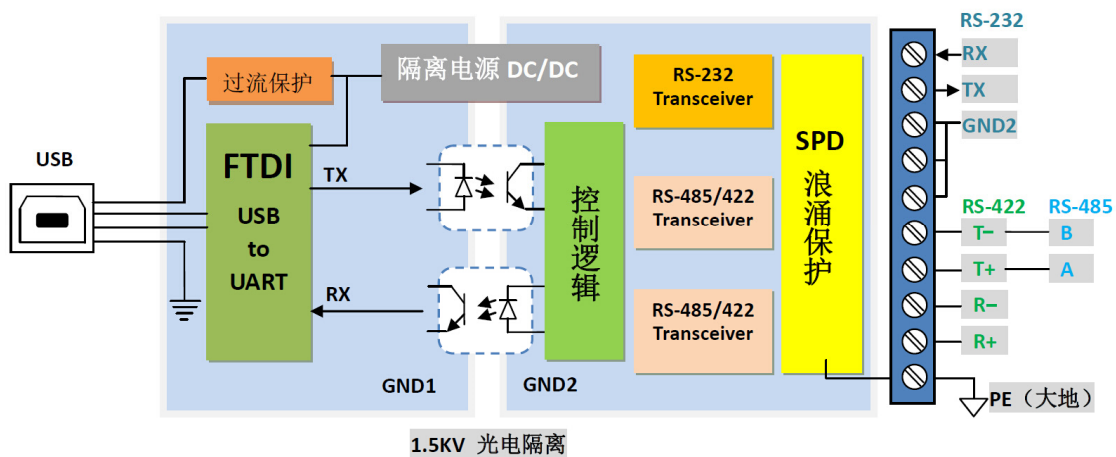 USB
过流保护
隔离电源 DC/DC
FTDI
USB
to
UART
TX
RX
GND1
GND2
控制逻辑
RS-232
Transceiver
RS-485/422
Transceiver
RS-485/422
Transceiver
SPD
浪涌保护
RS-232
RX
TX
GND2
RS-422 RS-485
T− B
T+ A
R−
R+
PE（大地）
1.5KV 光电隔离